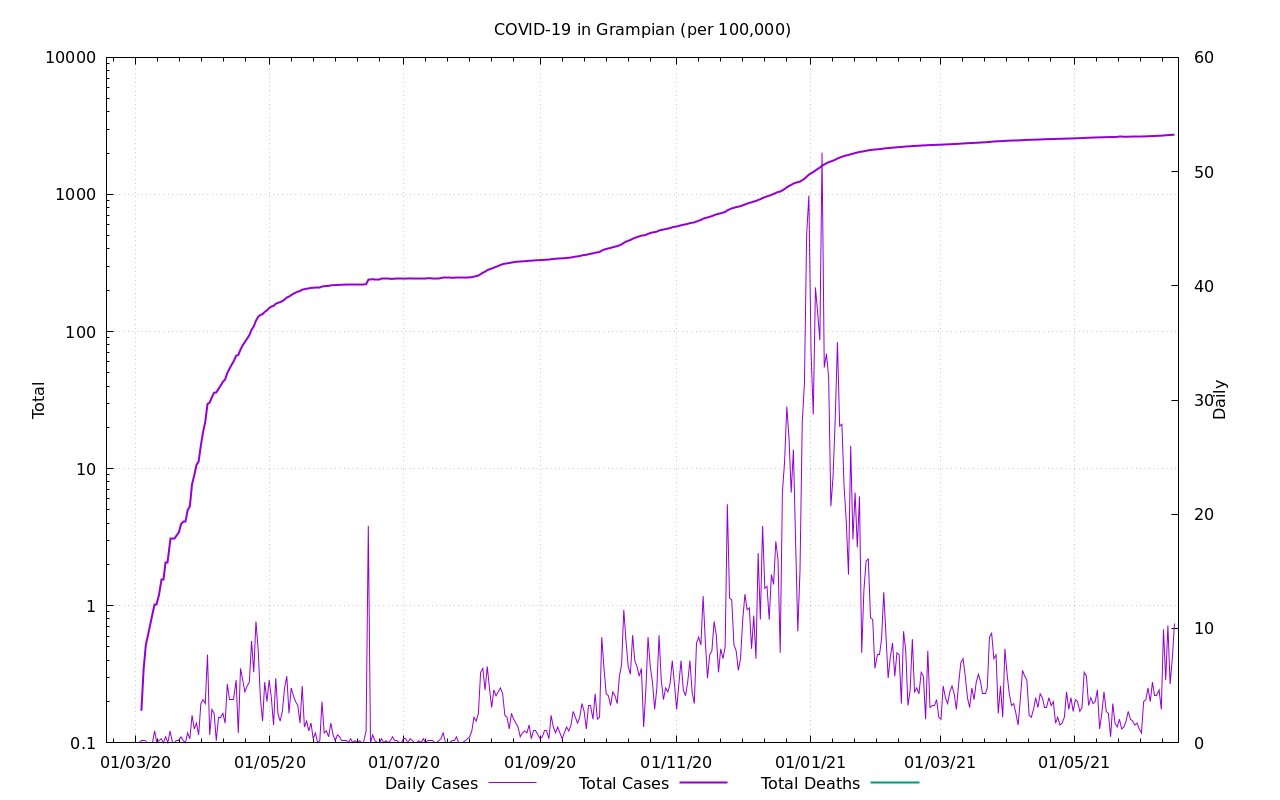 COVID-19 in Grampian (per 100,000)
10000
1000
100
10
1
0.1
Total
60
50
40
30
20
10
0
Daily
01/03/20 01/05/20 01/07/20 01/09/20 01/11/20 01/01/21 01/03/21 01/05/21
Daily Cases Total Cases Total Deaths